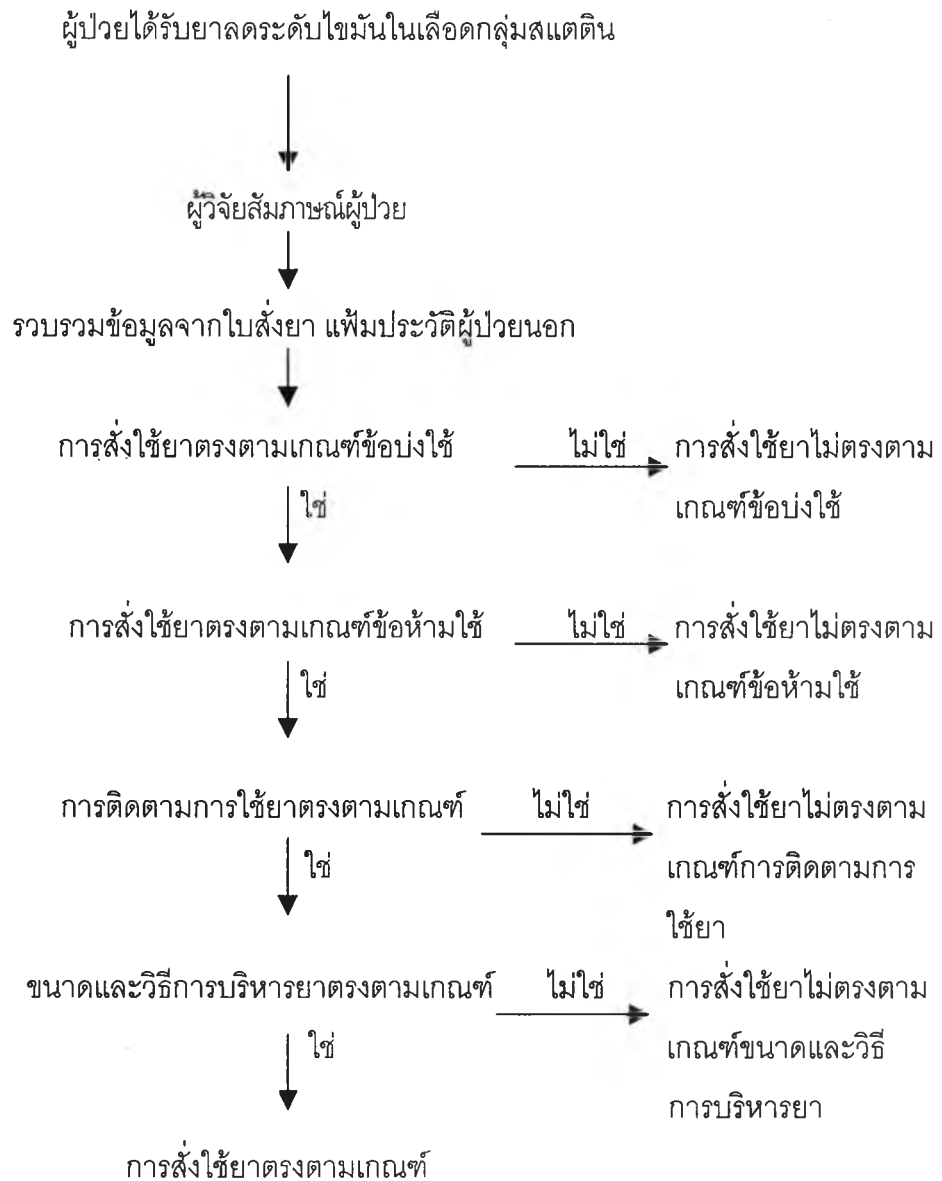 ผู้ป่วยได้รับยาลดระดับไขมันในเลือดกลุ่มสแตติน
ผู้วิจัยสัมภาษณ์ผู้ป่วย
รวบรวมข้อมูลจากใบสั่งยา แฟ้มประวัติผู้ป่วยนอก
การสั่งใช้ยาตรงตามเกณฑ์ข้อบ่งใช้
ไม่ใช่
การสั่งใช้ยาไม่ตรงตาม
เกณฑ์ข้อบ่งใช้
ใช่
การสั่งใช้ยาตรงตามเกณฑ์ข้อห้ามใช้
ไม่ใช่
การสั่งใช้ยาไม่ตรงตาม
เกณฑ์ข้อห้ามใช้
ใช่
การติดตามการใช้ยาตรงตามเกณฑ์
ไม่ใช่
การสั่งใช้ยาไม่ตรงตาม
เกณฑ์การติดตามการ
ใช้ยา
ใช่
ขนาดและวิธีการบริหารยาตรงตามเกณฑ์
ไม่ใช่
การสั่งใช้ยาไม่ตรงตาม
เกณฑ์ขนาดและวิธี
การบริหารยา
ใช่
การสั่งใช้ยาตรงตามเกณฑ์